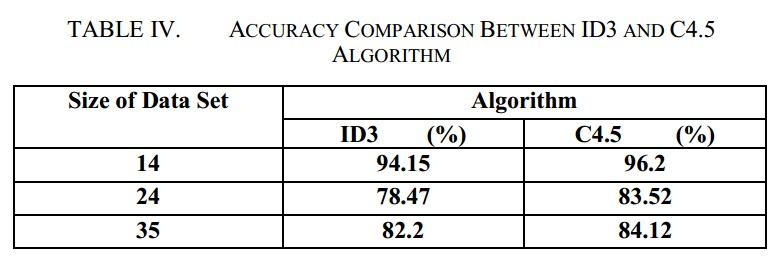 TABLE IV. ACCURACY COMPARISON BETWEEN ID3 AND C4.5
ALGORITHM
Size of Data Set Algorithm
ID3 (%) C4.5 (%)
14 94.15 96.2
24 78.47 83.52
35 82.2 84.12